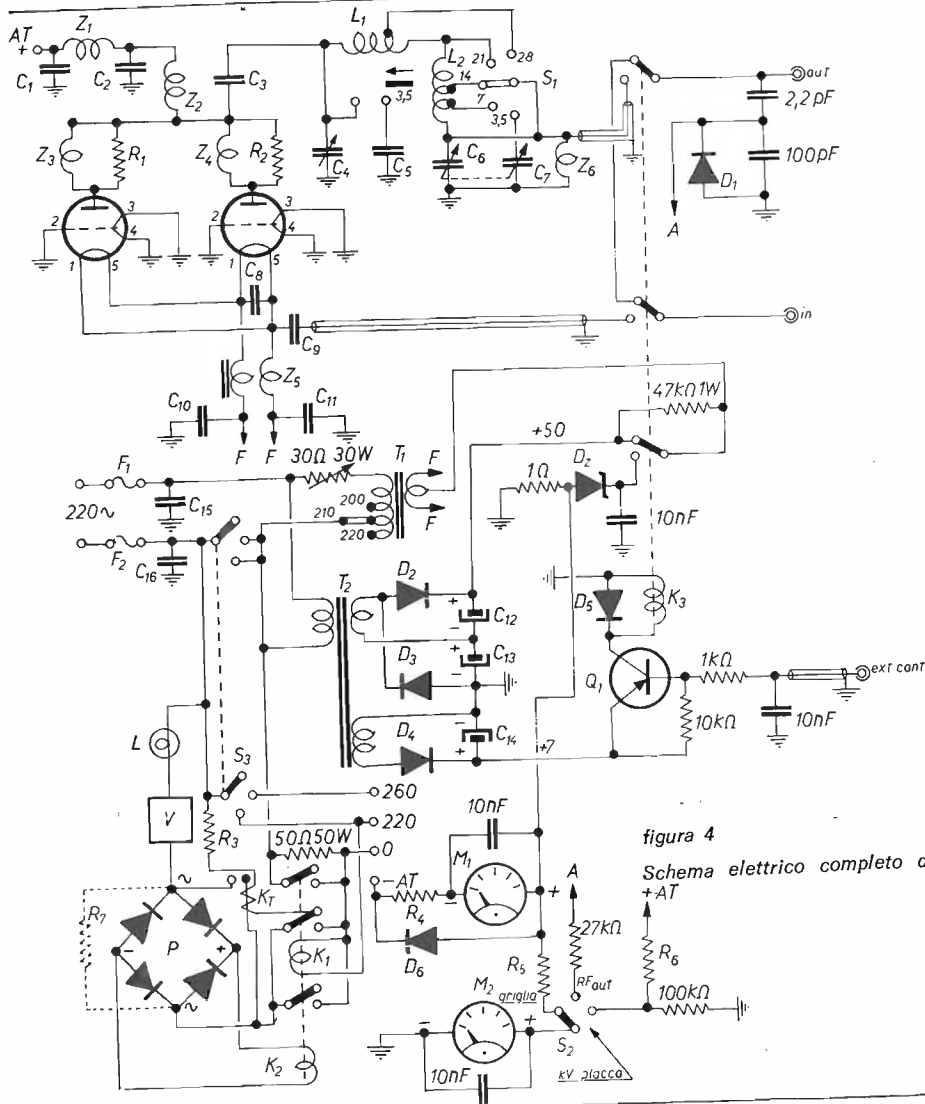 AT
+
Z1
C1
C2
Z2
C3
L1
L2
21
28
14
7
3,5
S1
3,5
C4
C5
C6
C7
Z6
out
2,2 pF
100pF
D1
A
Z3
R1
Z4
R2
2
3
4
1
5
2
3
4
1
5
C8
C9
in
Z5
C10
C11
F
F
47kΩ 1W
+50
F1
30Ω 30W
T1
F
F
1Ω
Dz
10nF
220~
C15
200
210
220
F2
C16
T2
D2
C12
D3
C13
D4
C14
+
-
+
-
-
+
+7
D5
K3
Q1
1kΩ
ext cont
10kΩ
10nF
L
S3
V
R3
260
220
0
50Ω 50W
10nF
M1
-AT
R4
-
+
D6
A
27kΩ
figura 4
Schema elettrico completo d
+AT
R7
P
~
-
+
~
KT
K1
K2
R5
RF out
R6
M2
griglia
100kΩ
S2
-
+
10nF
kV placca